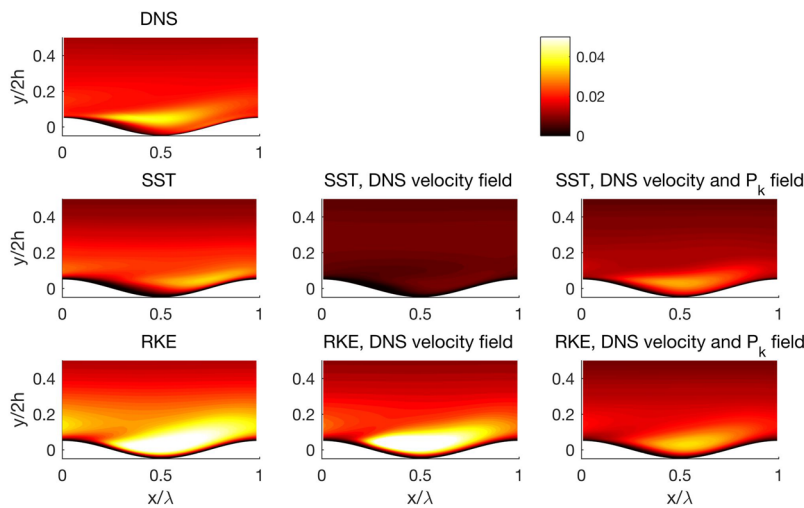 DNS
0.4
0.2
0
y/2h
0 0.5 1
0.04
0.02
0
SST
SST, DNS velocity field
SST, DNS velocity and P_k field
0.4
0.2
0
y/2h
0 0.5 1
0.4
0.2
0
0 0.5 1
0.4
0.2
0
0 0.5 1
RKE
RKE, DNS velocity field
RKE, DNS velocity and P_k field
0.4
0.2
0
y/2h
0 0.5 1
x/λ
0.4
0.2
0
0 0.5 1
x/λ
0.4
0.2
0
0 0.5 1
x/λ